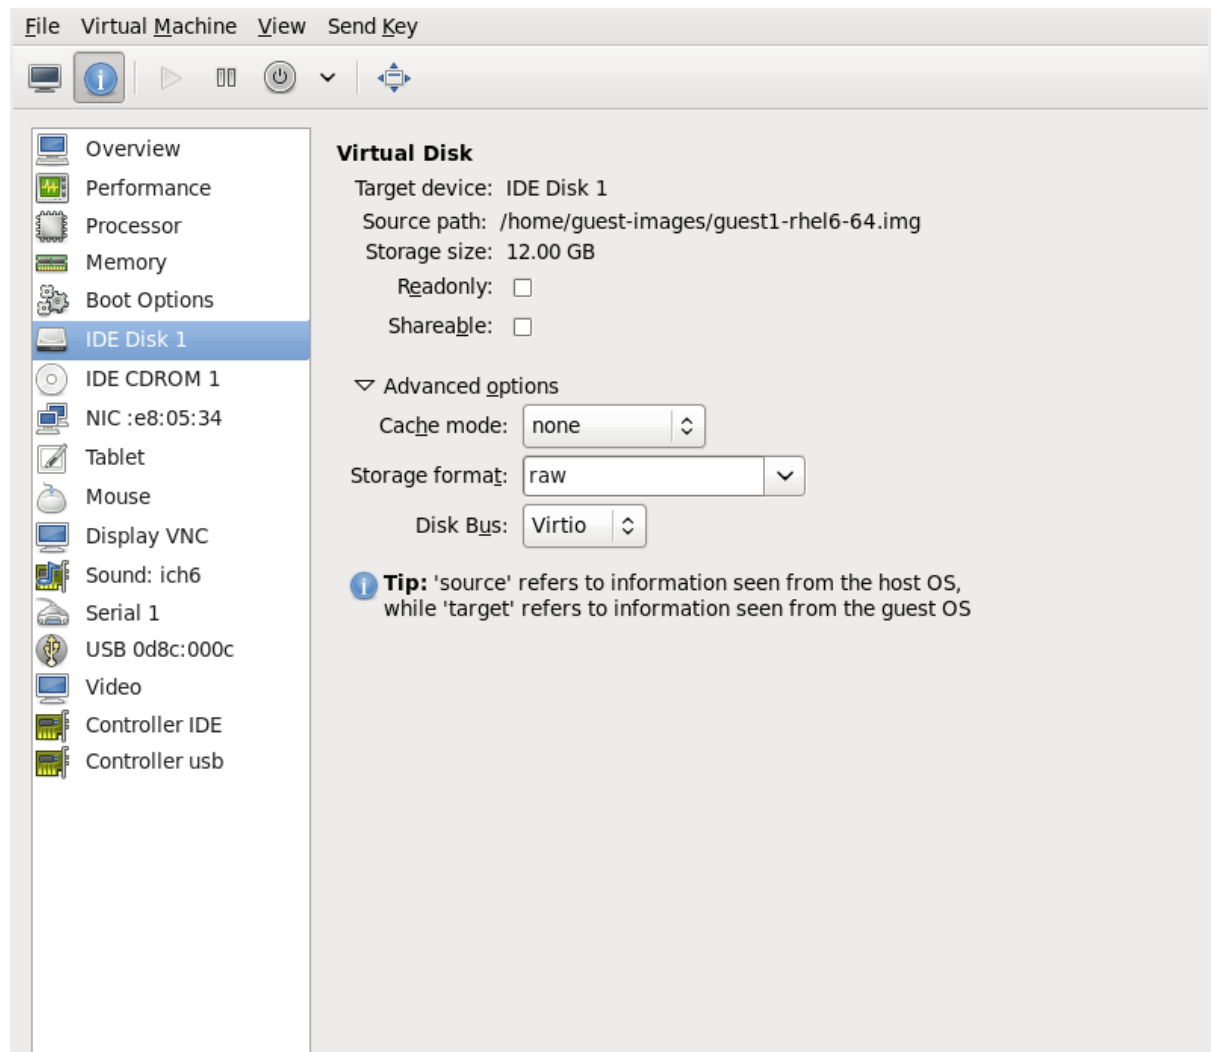 File Virtual Machine View Send Key
Overview
Performance
Processor
Memory
Boot Options
IDE Disk 1
IDE CDROM 1
NIC :e8:05:34
Tablet
Mouse
Display VNC
Sound: ich6
Serial 1
USB 0d8c:000c
Video
Controller IDE
Controller usb
Virtual Disk
Target device: IDE Disk 1
Source path: /home/guest-images/guest1-rhel6-64.img
Storage size: 12.00 GB
Readonly:
Shareable:
Advanced options
Cache mode: none
Storage format: raw
Disk Bus: Virtio
Tip: 'source' refers to information seen from the host OS,
while 'target' refers to information seen from the guest OS